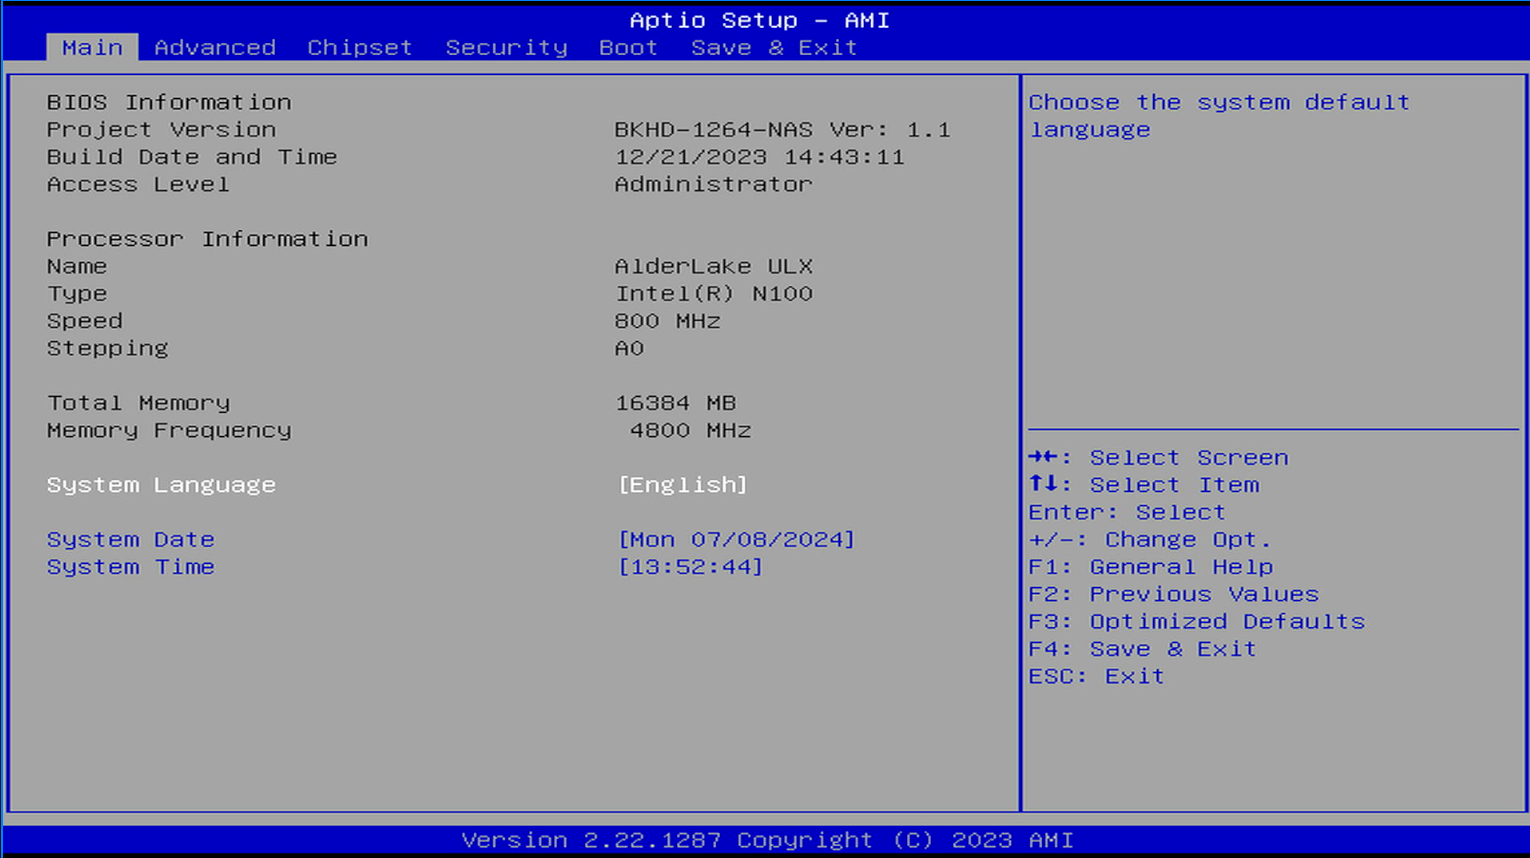 Aptio Setup - AMI
Main Advanced Chipset Security Boot Save & Exit
BIOS Information
Project Version BKHD-1264-NAS Ver: 1.1
Build Date and Time 12/21/2023 14:43:11
Access Level Administrator
Processor Information
Name AlderLake ULX
Type Intel(R) N100
Speed 800 MHz
Stepping A0
Total Memory 16384 MB
Memory Frequency 4800 MHz
System Language [English]
System Date [Mon 07/08/2024]
System Time [13:52:44]
Choose the system default
language
→←: Select Screen
↑↓: Select Item
Enter: Select
+/-: Change Opt.
F1: General Help
F2: Previous Values
F3: Optimized Defaults
F4: Save & Exit
ESC: Exit
Version 2.22.1287 Copyright (C) 2023 AMI